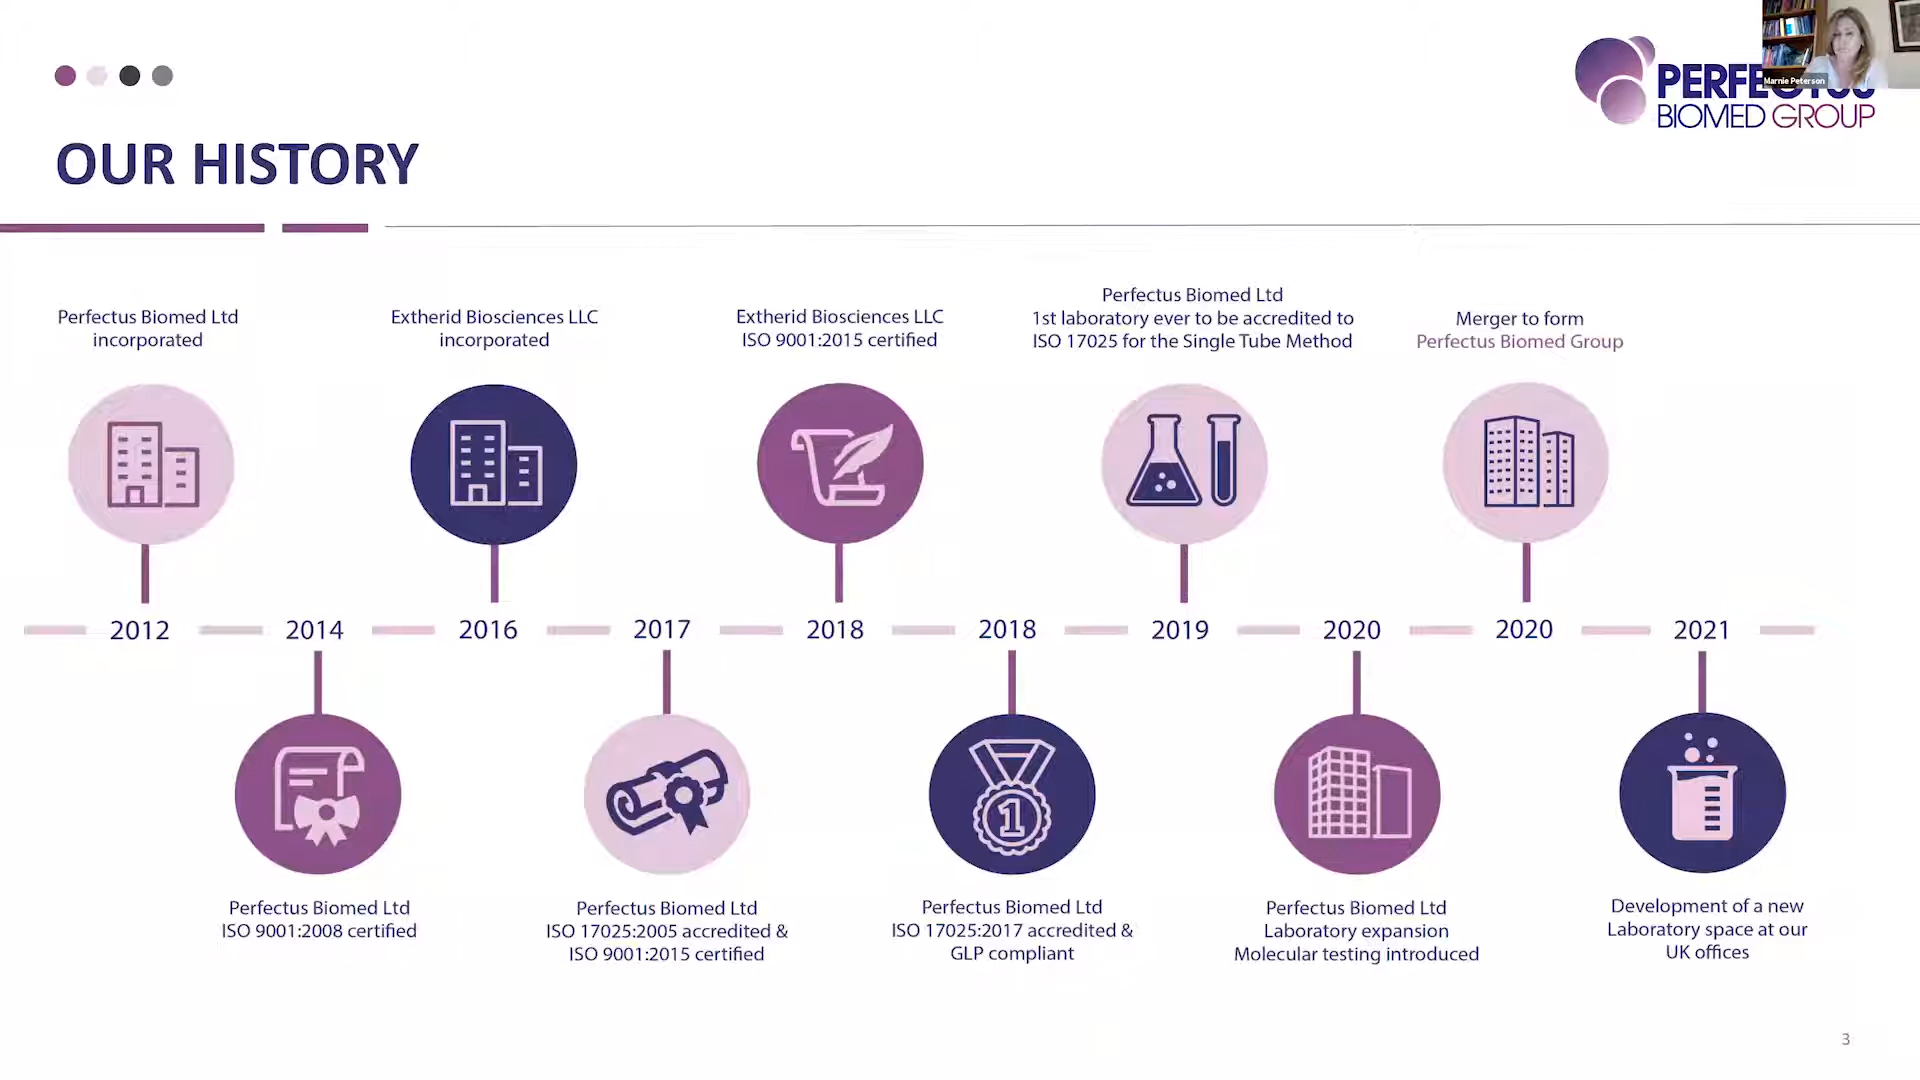 Marnie Peterson
PERFECTUS
BIOMED GROUP
OUR HISTORY
Perfectus Biomed Ltd
incorporated
Extherid Biosciences LLC
incorporated
Extherid Biosciences LLC
ISO 9001:2015 certified
Perfectus Biomed Ltd
1st laboratory ever to be accredited to
ISO 17025 for the Single Tube Method
Merger to form
Perfectus Biomed Group
2012
2014
2016
2017
2018
2018
2019
2020
2020
2021
1
Perfectus Biomed Ltd
ISO 9001:2008 certified
Perfectus Biomed Ltd
ISO 17025:2005 accredited &
ISO 9001:2015 certified
Perfectus Biomed Ltd
ISO 17025:2017 accredited &
GLP compliant
Perfectus Biomed Ltd
Laboratory expansion
Molecular testing introduced
Development of a new
Laboratory space at our
UK offices
3